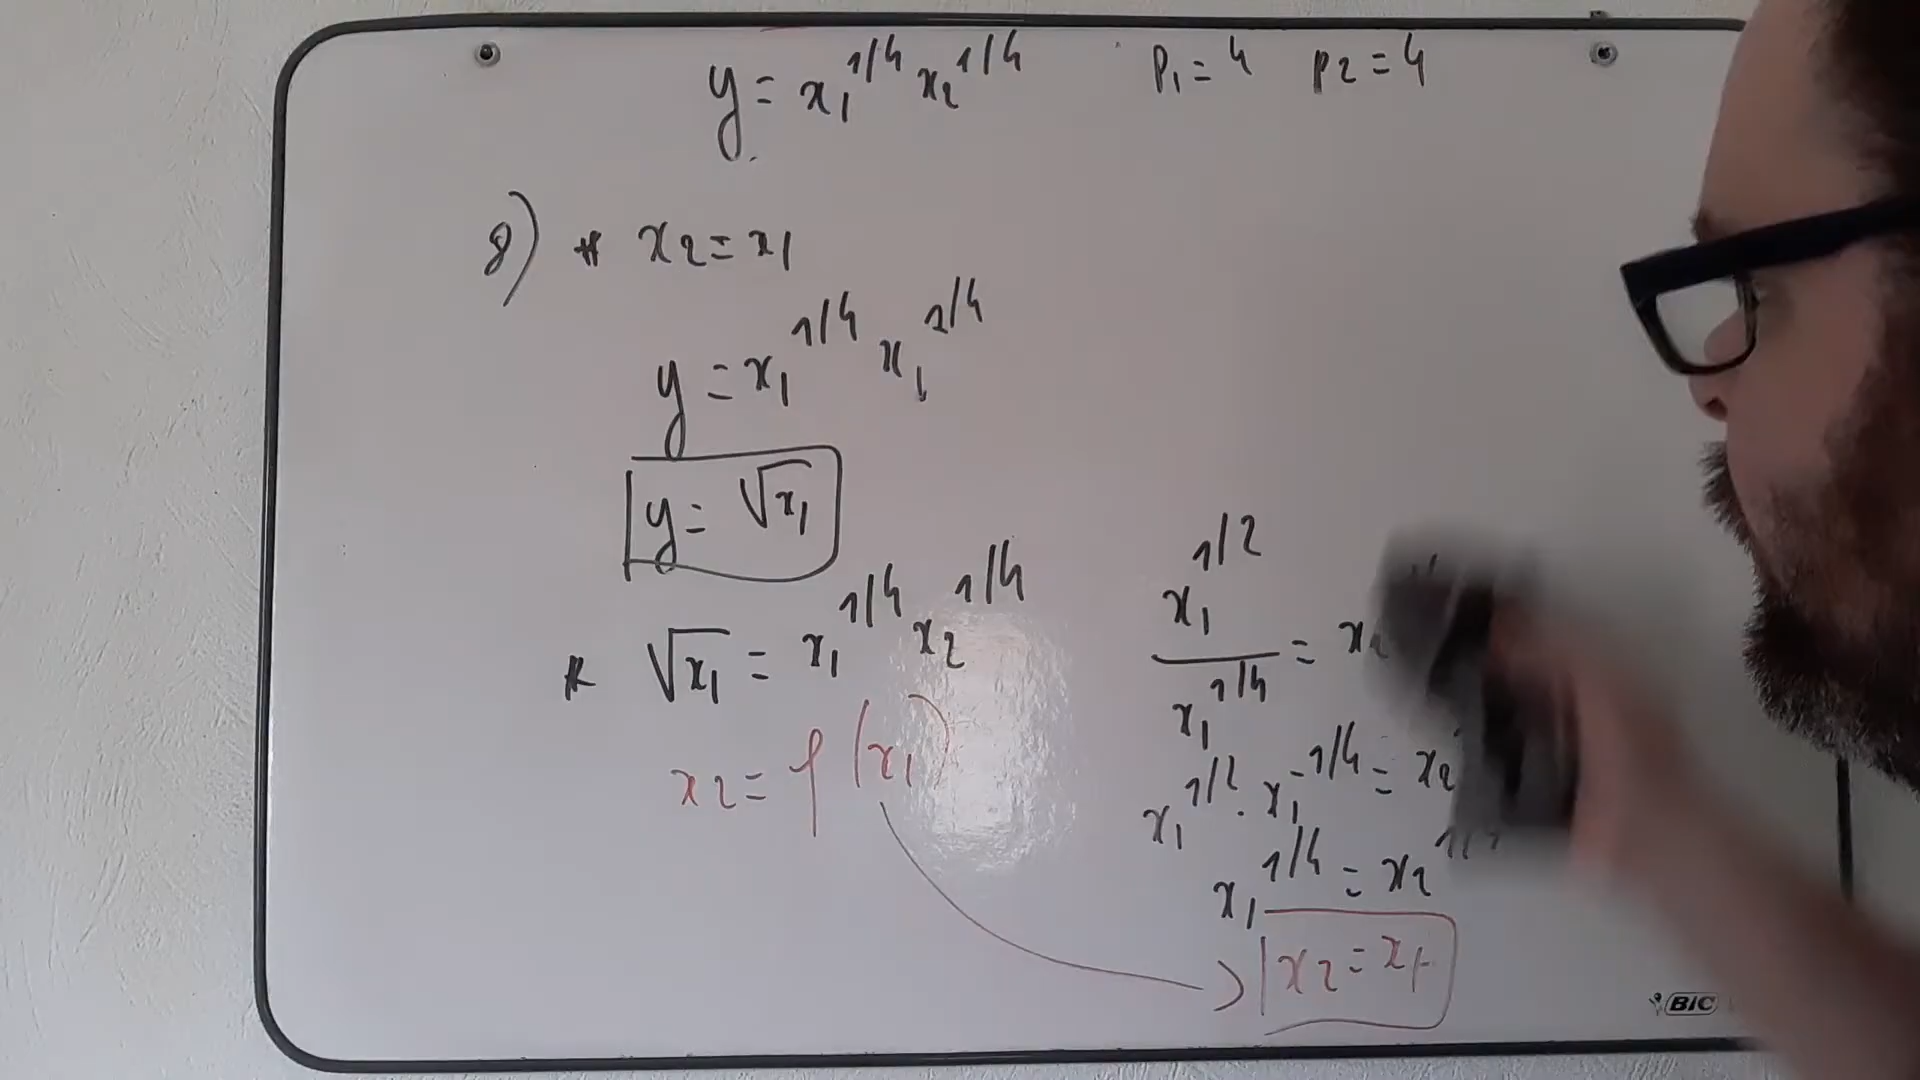 y = x₁^1/4 x₂^1/4 P₁ = 4 P2 = 4
8) * x2 = x1
y = x₁^1/4 x₁^1/4
y = √x₁
* √x₁ = x₁^1/4 x₂^1/4
x2 = f(x₁)
x₁^1/2 / x₁^1/4 = x₂
x₁^1/2 · x₁^-1/4 = x₂
x₁^1/4 = x₂
x2 = x1
BIC